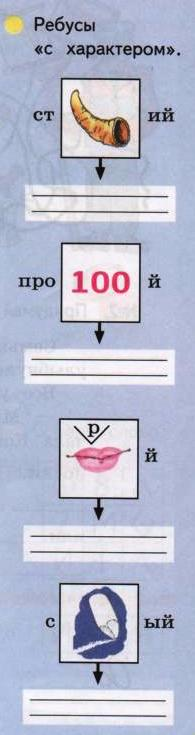 Ребусы
«с характером».
ст ий
про 100 й
р
й
с ый